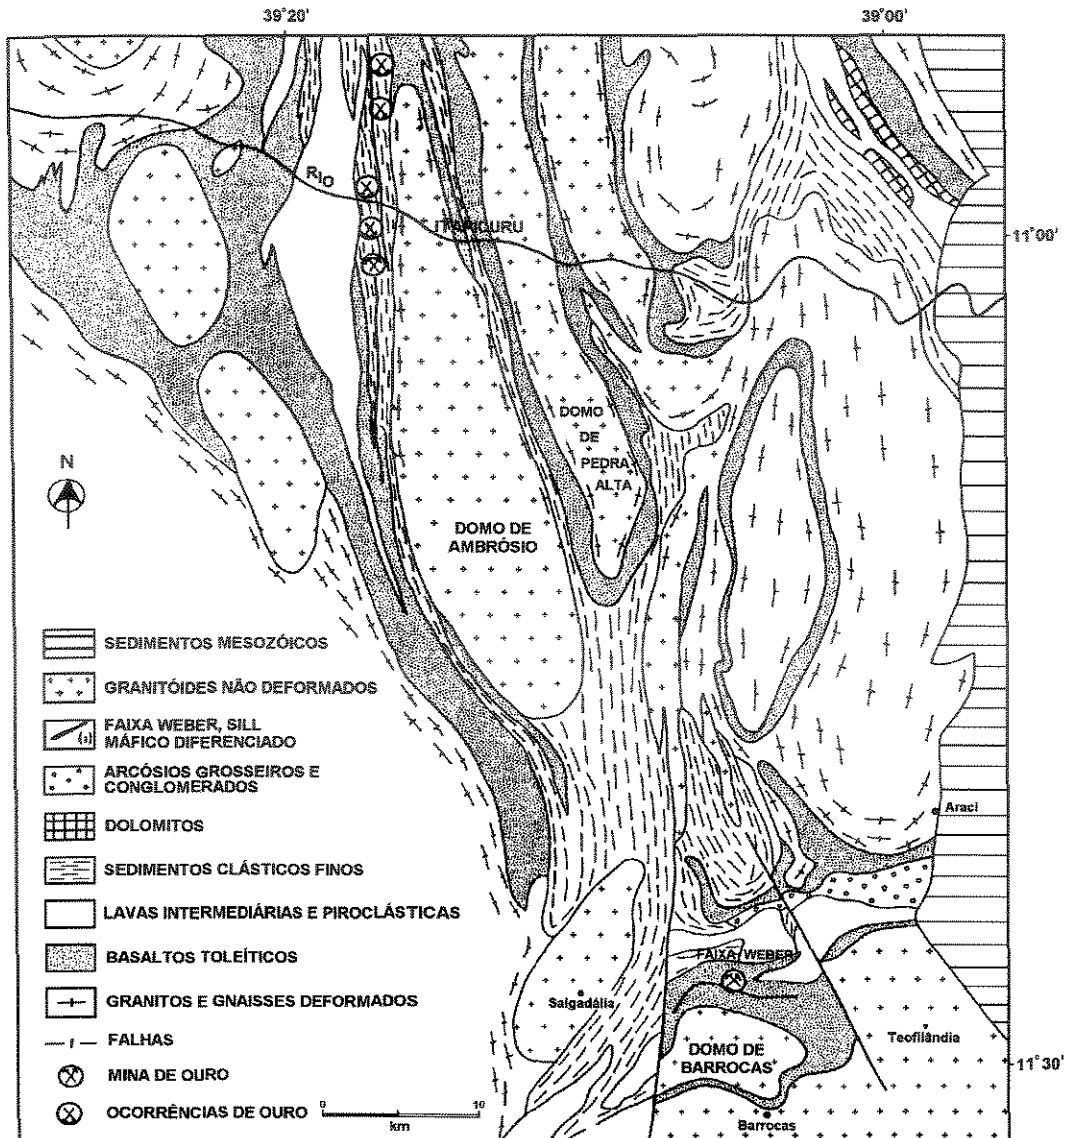 39°20'
39°00'
RIO
ITAPICURU
11°00'
DOMO
DE
PEDRA
ALTA
N
DOMO DE
AMBRÓSIO
SEDIMENTOS MESOZÓICOS
GRANITÓIDES NÃO DEFORMADOS
FAIXA WEBER, SILL
MÁFICO DIFERENCIADO
ARCÓSIOS GROSSEIROS E
CONGLOMERADOS
DOLOMITOS
SEDIMENTOS CLÁSTICOS FINOS
LAVAS INTERMEDIÁRIAS E PIROCLÁSTICAS
BASALTOS TOLEÍTICOS
GRANITOS E GNAISSES DEFORMADOS
FALHAS
MINA DE OURO
OCORRÊNCIAS DE OURO
0 10
km
Araci
FAIXA WEBER
Salgadália
Teofilândia
DOMO DE
BARROCAS
11°30'
Barrocas